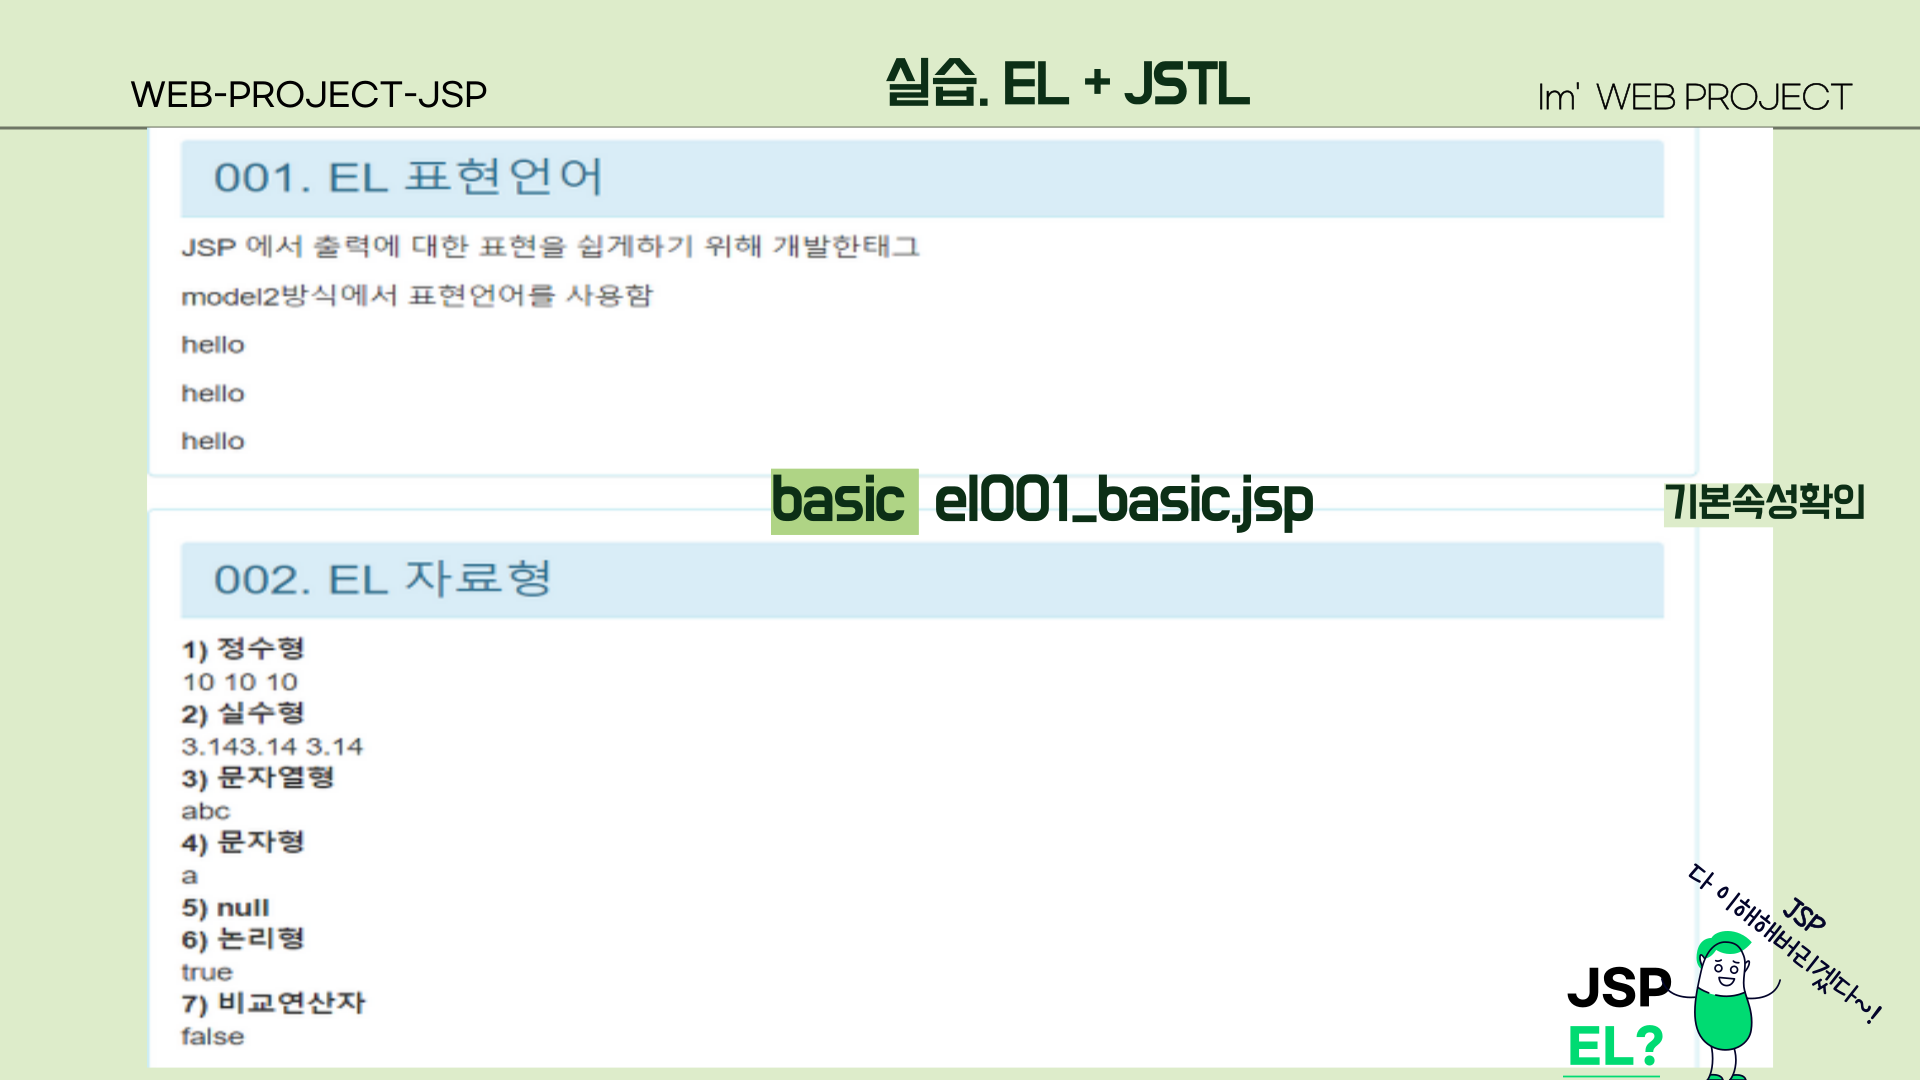 WEB-PROJECT-JSP
실습. EL + JSTL
Im' WEB PROJECT
001. EL 표현언어
JSP 에서 출력에 대한 표현을 쉽게하기 위해 개발한태그
model2방식에서 표현언어를 사용함
hello
hello
hello
basic el001_basic.jsp
기본속성확인
002. EL 자료형
1) 정수형
10 10 10
2) 실수형
3.143.14 3.14
3) 문자열형
abc
4) 문자형
a
5) null
6) 논리형
true
7) 비교연산자
false
JSP
다 이해해버리겠다~!
JSP
EL?